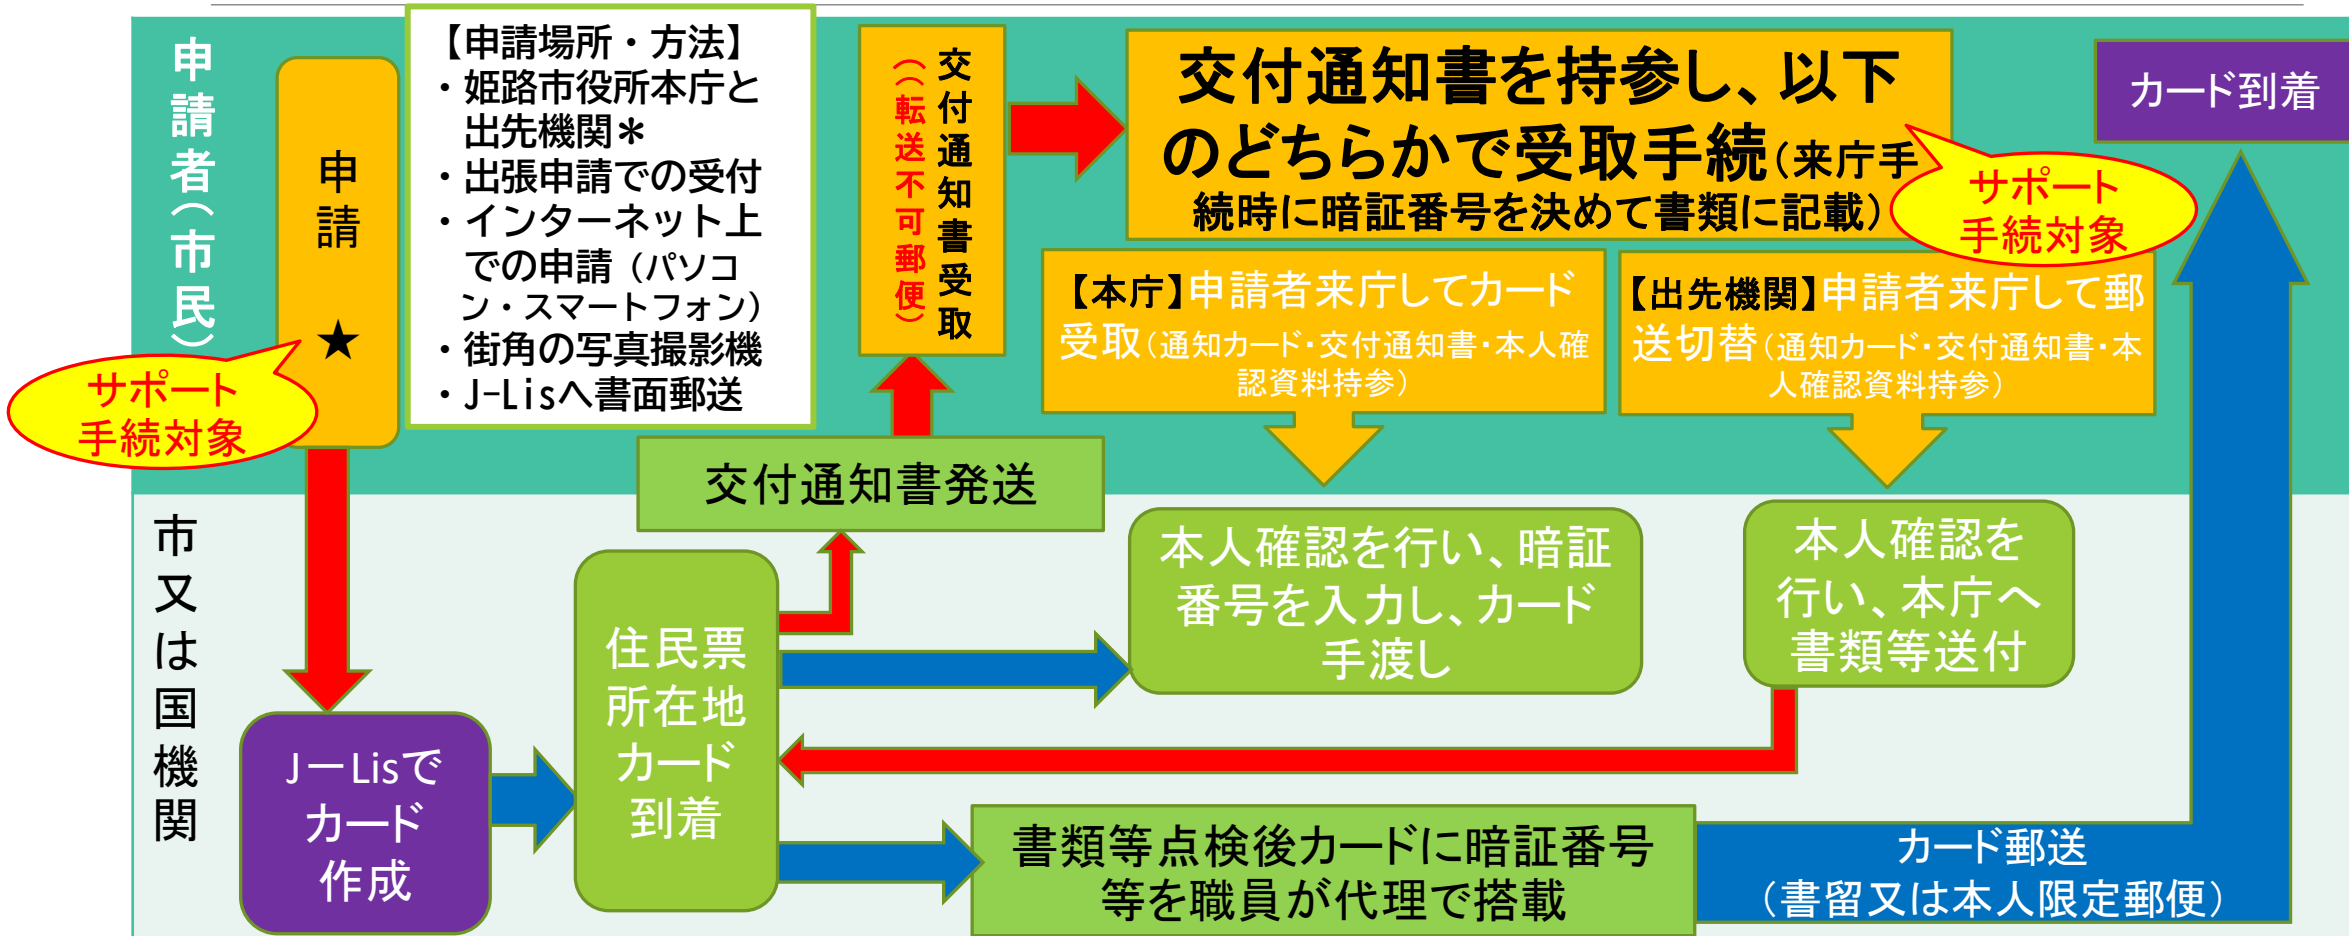 申請者（市民）
申請
★
サポート
手続対象
【申請場所・方法】
・姫路市役所本庁と
出先機関＊
・出張申請での受付
・インターネット上
での申請（パソコ
ン・スマートフォン）
・街角の写真撮影機
・J-Lisへ書面郵送
交付通知書受取
（（転送不可郵便）
交付通知書を持参し、以下
のどちらかで受取手続（来庁手
続時に暗証番号を決めて書類に記載）
サポート
手続対象
カード到着
【本庁】申請者来庁してカード
受取（通知カード・交付通知書・本人確
認資料持参）
【出先機関】申請者来庁して郵
送切替（通知カード・交付通知書・本
人確認資料持参）
交付通知書発送
市又は国機関
J－Lisで
カード
作成
住民票
所在地
カード
到着
本人確認を行い、暗証
番号を入力し、カード
手渡し
本人確認を
行い、本庁へ
書類等送付
書類等点検後カードに暗証番号
等を職員が代理で搭載
カード郵送
（書留又は本人限定郵便）